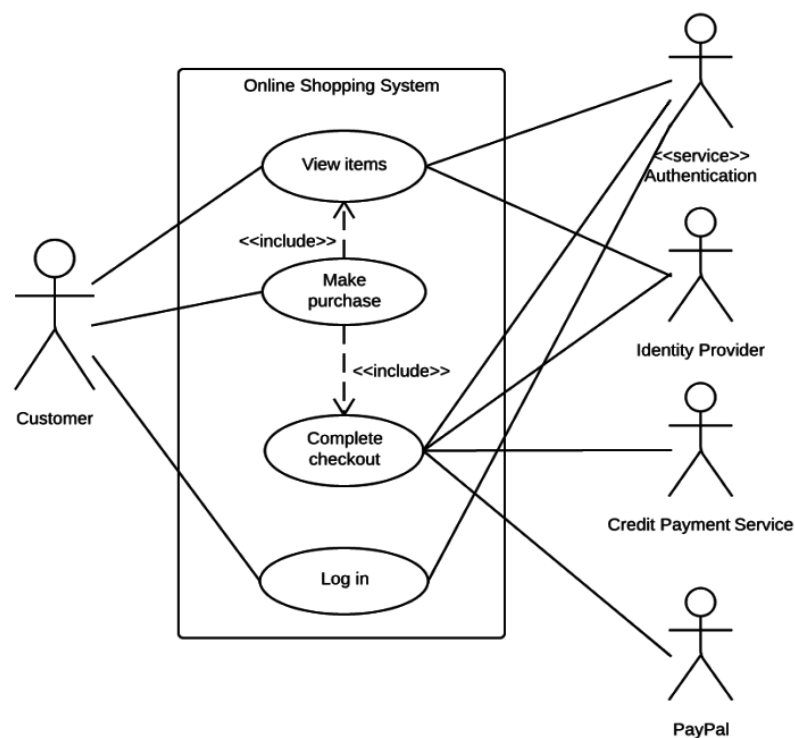 Online Shopping System
View items
<<include>>
Make
purchase
<<include>>
Complete
checkout
Log in
Customer
<<service>>
Authentication
Identity Provider
Credit Payment Service
PayPal